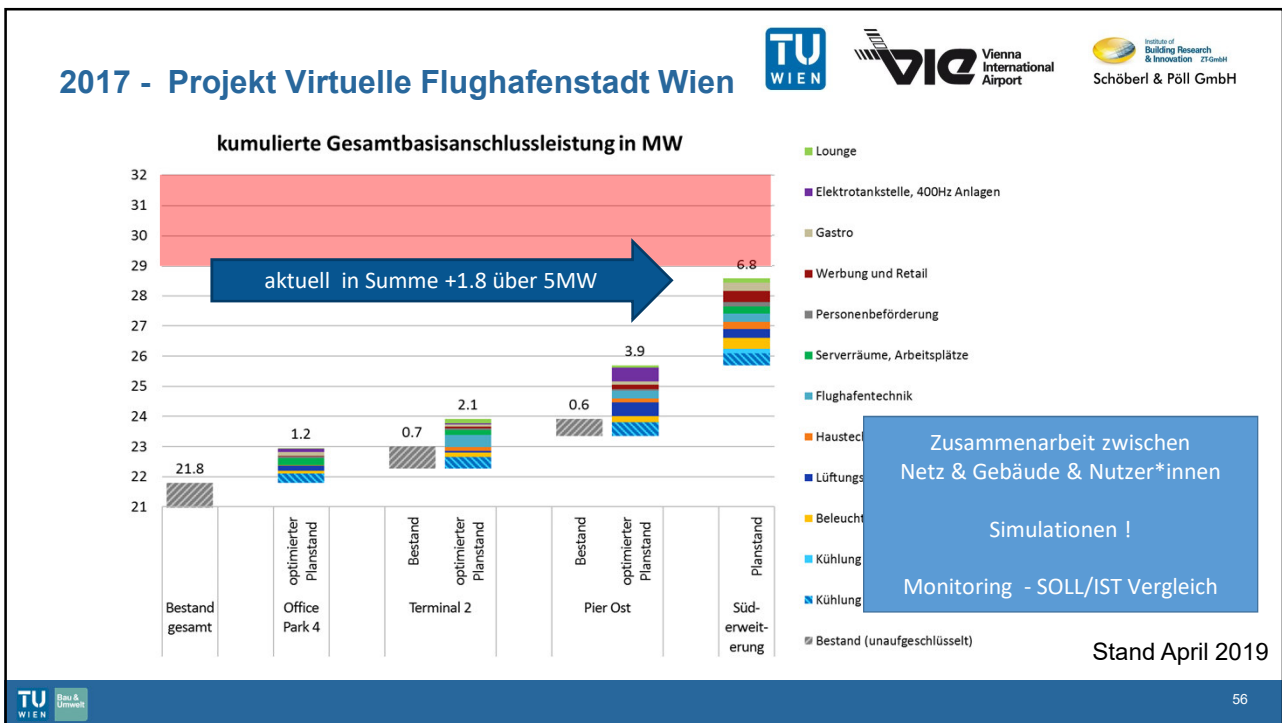 2017 - Projekt Virtuelle Flughafenstadt Wien
TU
WIEN
VIE
Vienna
International
Airport
Institute of
Building Research
& Innovation ZT-GmbH
Schöberl & Pöll GmbH
kumulierte Gesamtbasisanschlussleistung in MW
32
31
30
29
28
27
26
25
24
23
22
21
aktuell in Summe +1.8 über 5MW
21.8
1.2
0.7
2.1
0.6
3.9
6.8
optimierter
Planstand
Bestand
optimierter
Planstand
Bestand
optimierter
Planstand
Planstand
Bestand
gesamt
Office
Park 4
Terminal 2
Pier Ost
Süd-
erweit-
erung
Lounge
Elektrotankstelle, 400Hz Anlagen
Gastro
Werbung und Retail
Personenbeförderung
Serverräume, Arbeitsplätze
Flughafentechnik
Haustech
Lüftungs
Beleucht
Kühlung
Kühlung
Bestand (unaufgeschlüsselt)
Zusammenarbeit zwischen
Netz & Gebäude & Nutzer*innen
Simulationen !
Monitoring - SOLL/IST Vergleich
Stand April 2019
TU
WIEN
Bau &
Umwelt
56